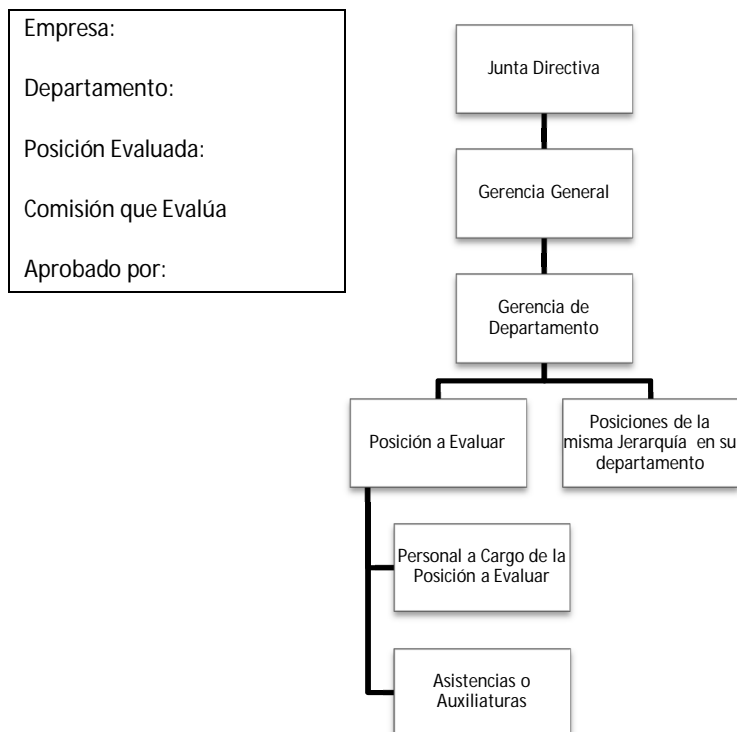 Empresa:
Departamento:
Posición Evaluada:
Comisión que Evalúa
Aprobado por:
Junta Directiva
Gerencia General
Gerencia de
Departamento
Posición a Evaluar
Posiciones de la
misma Jerarquía en su
departamento
Personal a Cargo de la
Posición a Evaluar
Asistencias o
Auxiliaturas